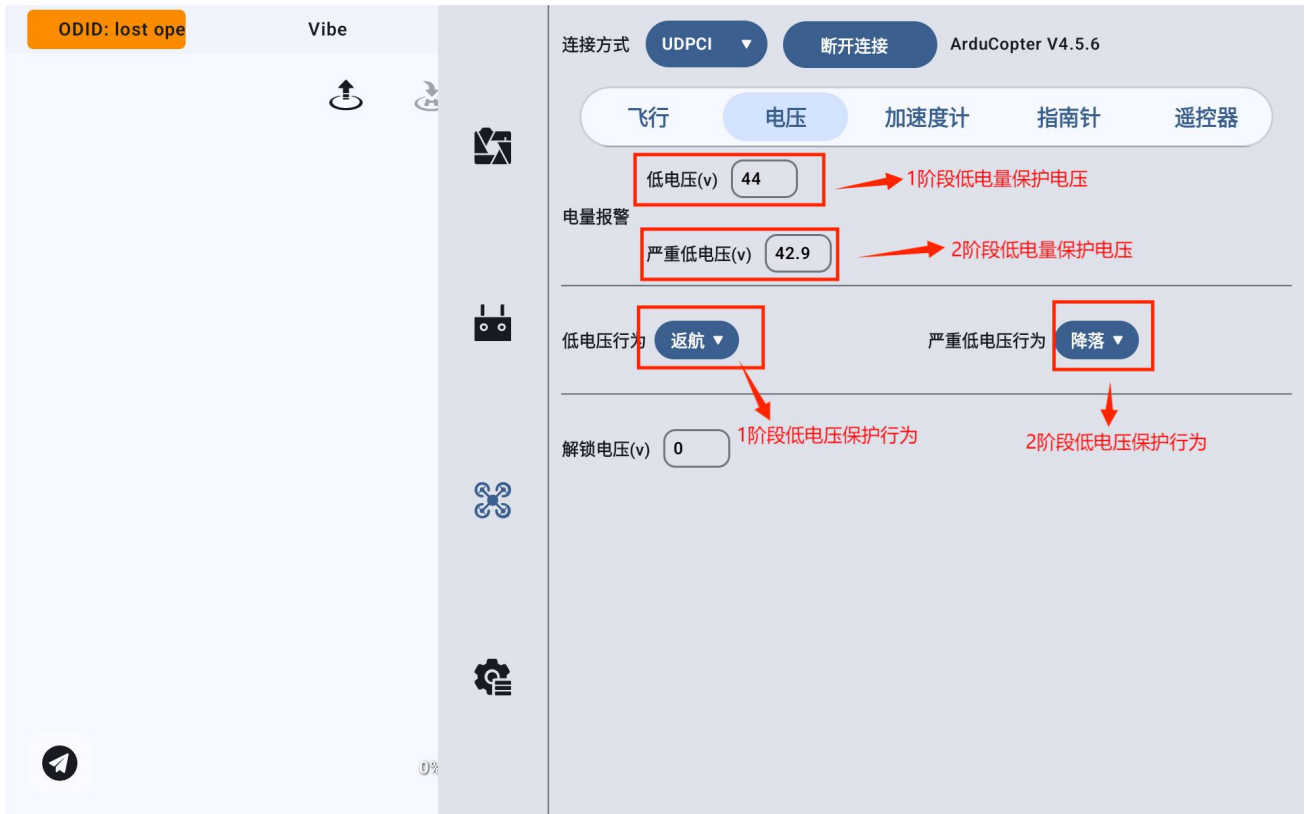 ODID: lost ope
Vibe
连接方式 UDPCI ▼ 断开连接 ArduCopter V4.5.6
飞行 电压 加速度计 指南针 遥控器
低电压(v) 44 1阶段低电量保护电压
电量报警
严重低电压(v) 42.9 2阶段低电量保护电压
低电压行为 返航 ▼ 严重低电压行为 降落 ▼
1阶段低电压保护行为 2阶段低电压保护行为
解锁电压(v) 0
0%